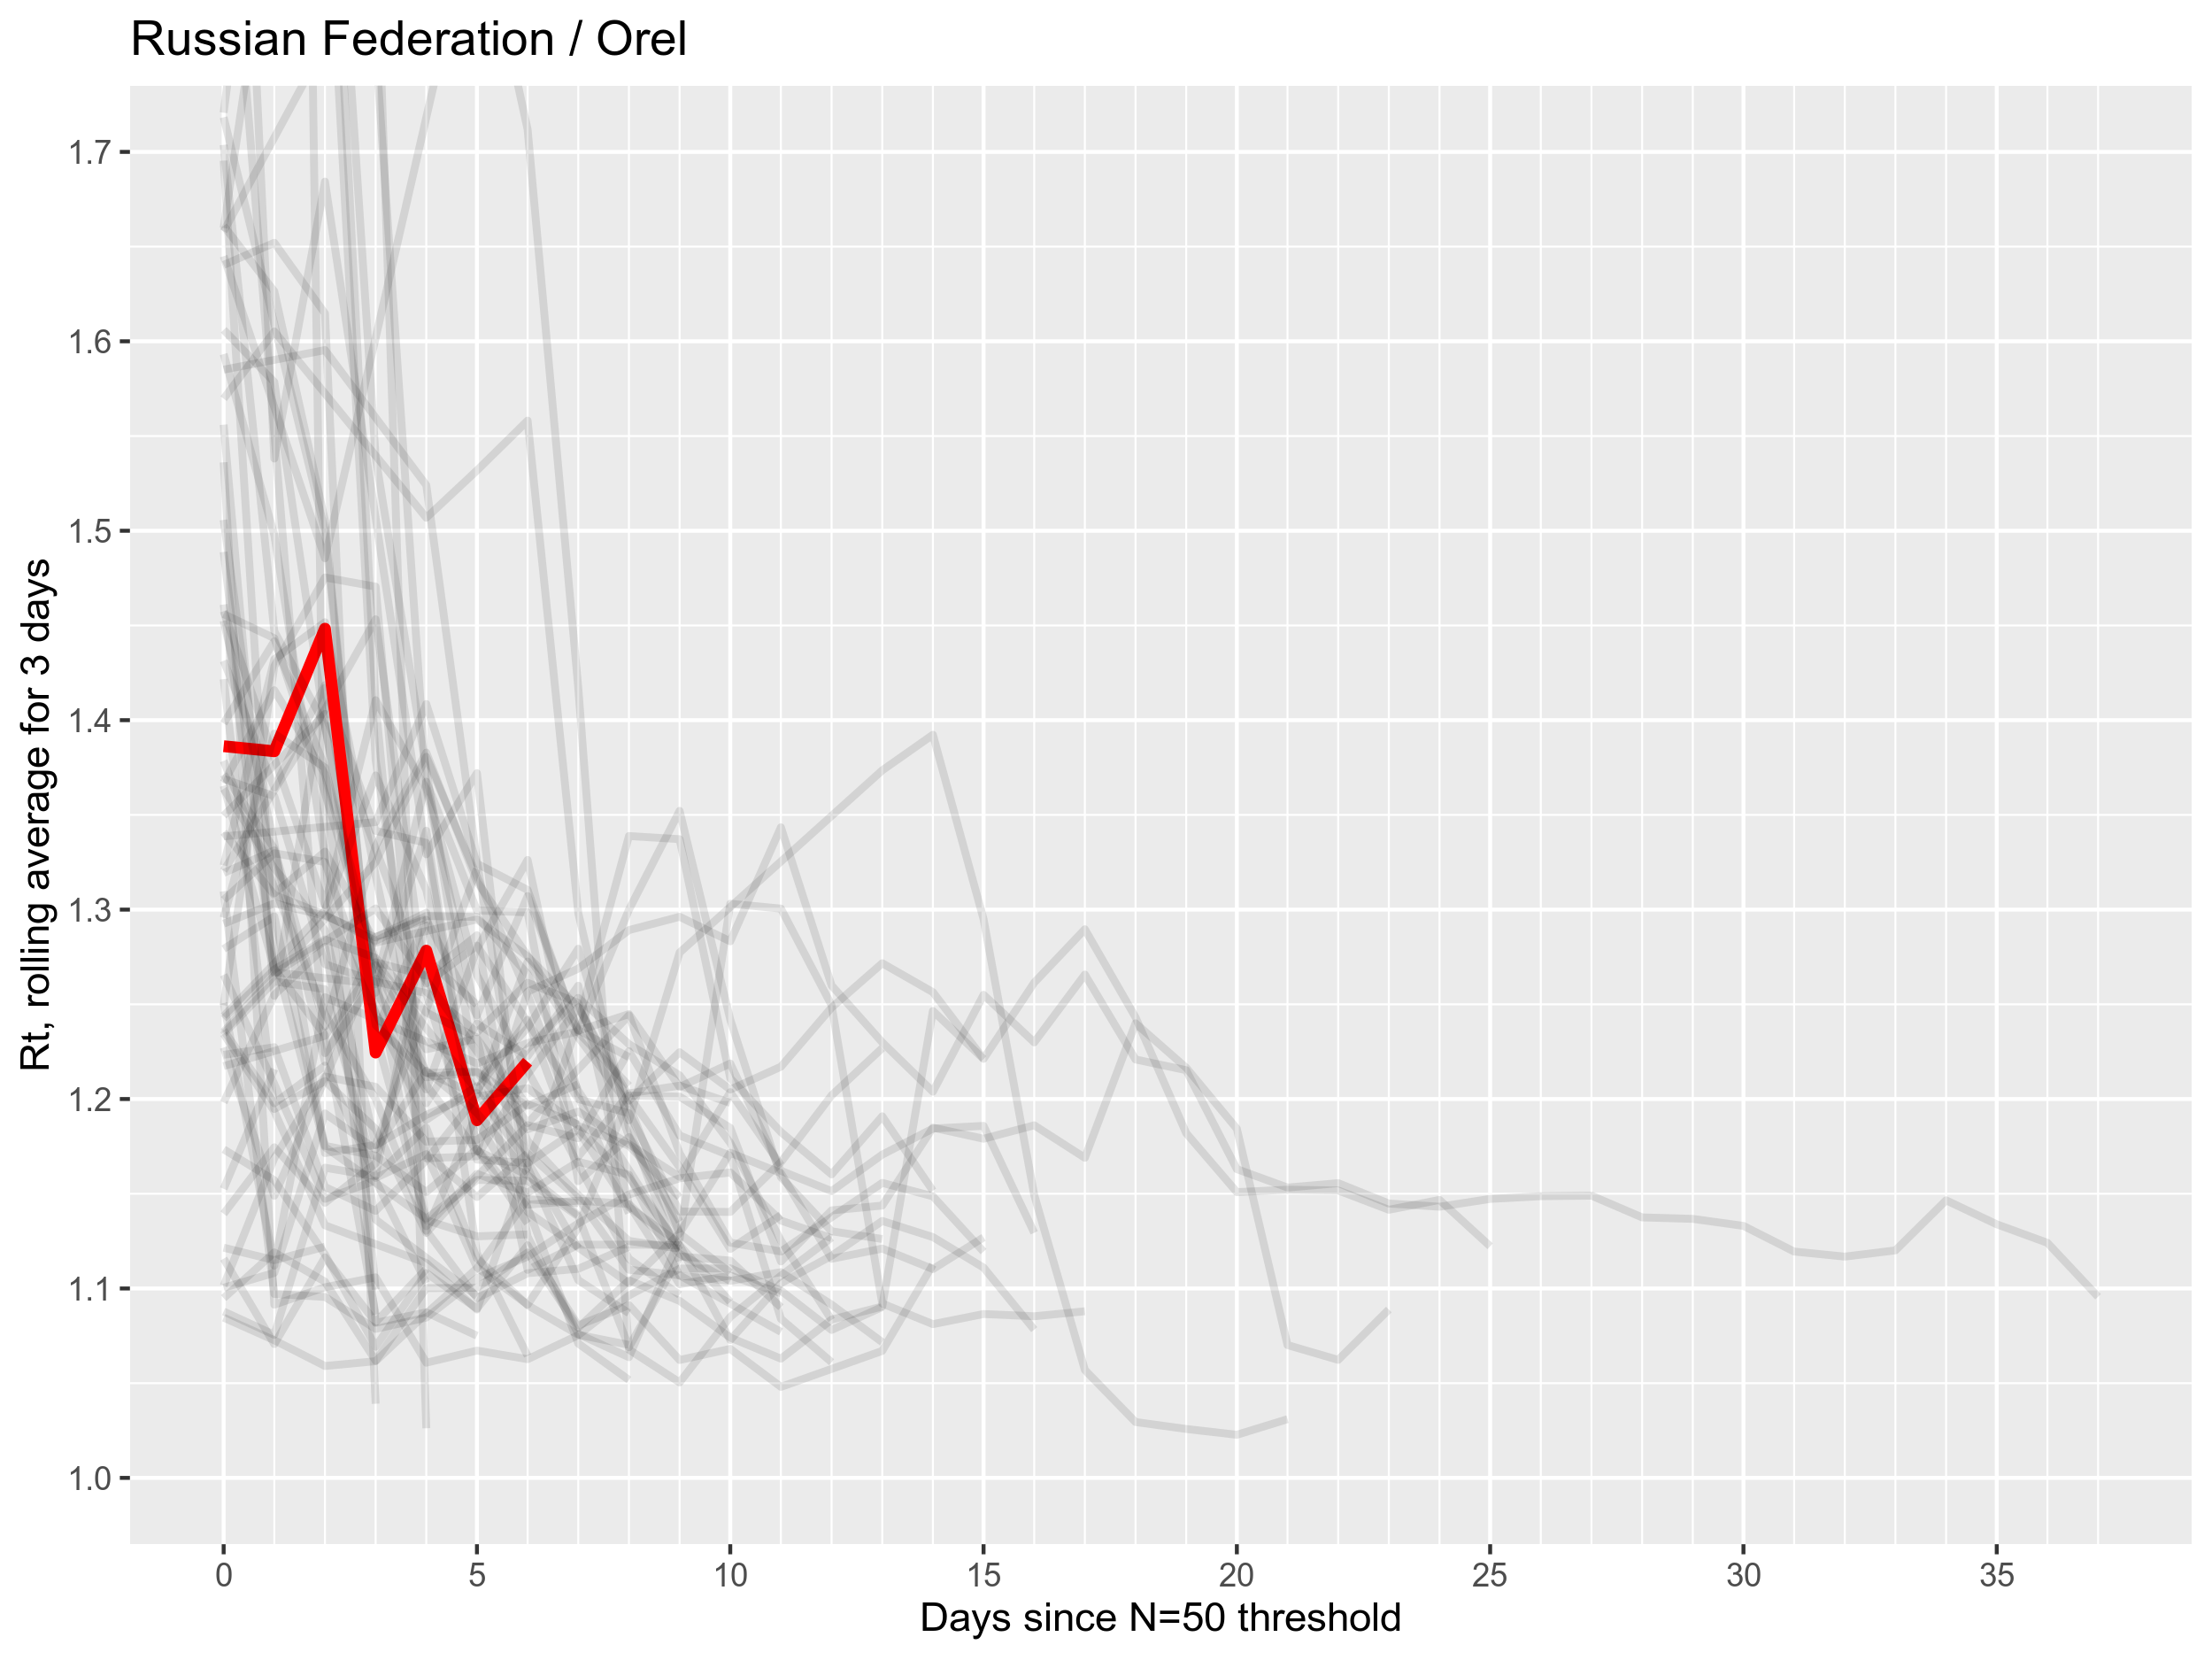 Russian Federation / Orel
Rt, rolling average for 3 days
1.7
1.6
1.5
1.4
1.3
1.2
1.1
1.0
0 5 10 15 20 25 30 35
Days since N=50 threshold